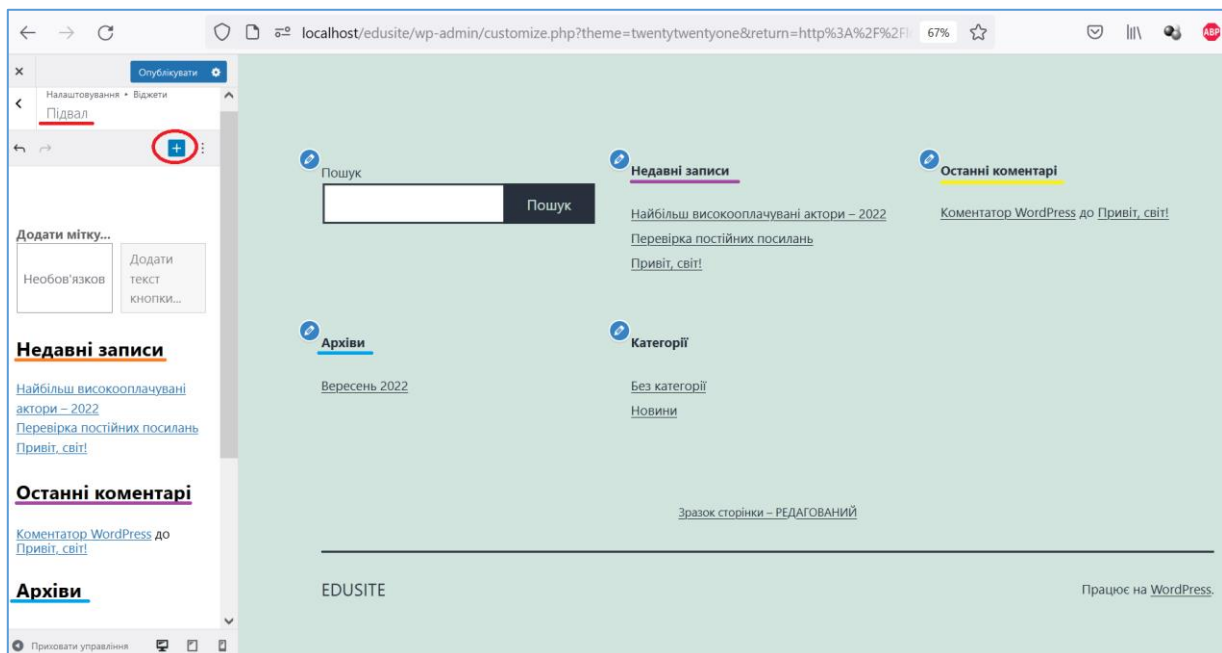 localhost/edusite/wp-admin/customize.php?theme=twentytwentyone&return=http%3A%2F%2Fl
67%
ABP
Опублікувати
Налаштовування • Віджети
Підвал
Додати мітку...
Необов'язков
Додати
текст
кнопки...
Недавні записи
Найбільш високооплачувані
актори – 2022
Перевірка постійних посилань
Привіт, світ!
Останні коментарі
Коментатор WordPress до
Привіт, світ!
Архіви
Приховати управління
Пошук
Пошук
Недавні записи
Найбільш високооплачувані актори – 2022
Перевірка постійних посилань
Привіт, світ!
Останні коментарі
Коментатор WordPress до Привіт, світ!
Архіви
Вересень 2022
Категорії
Без категорії
Новини
Зразок сторінки – РЕДАГОВАНИЙ
EDUSITE
Працює на WordPress.